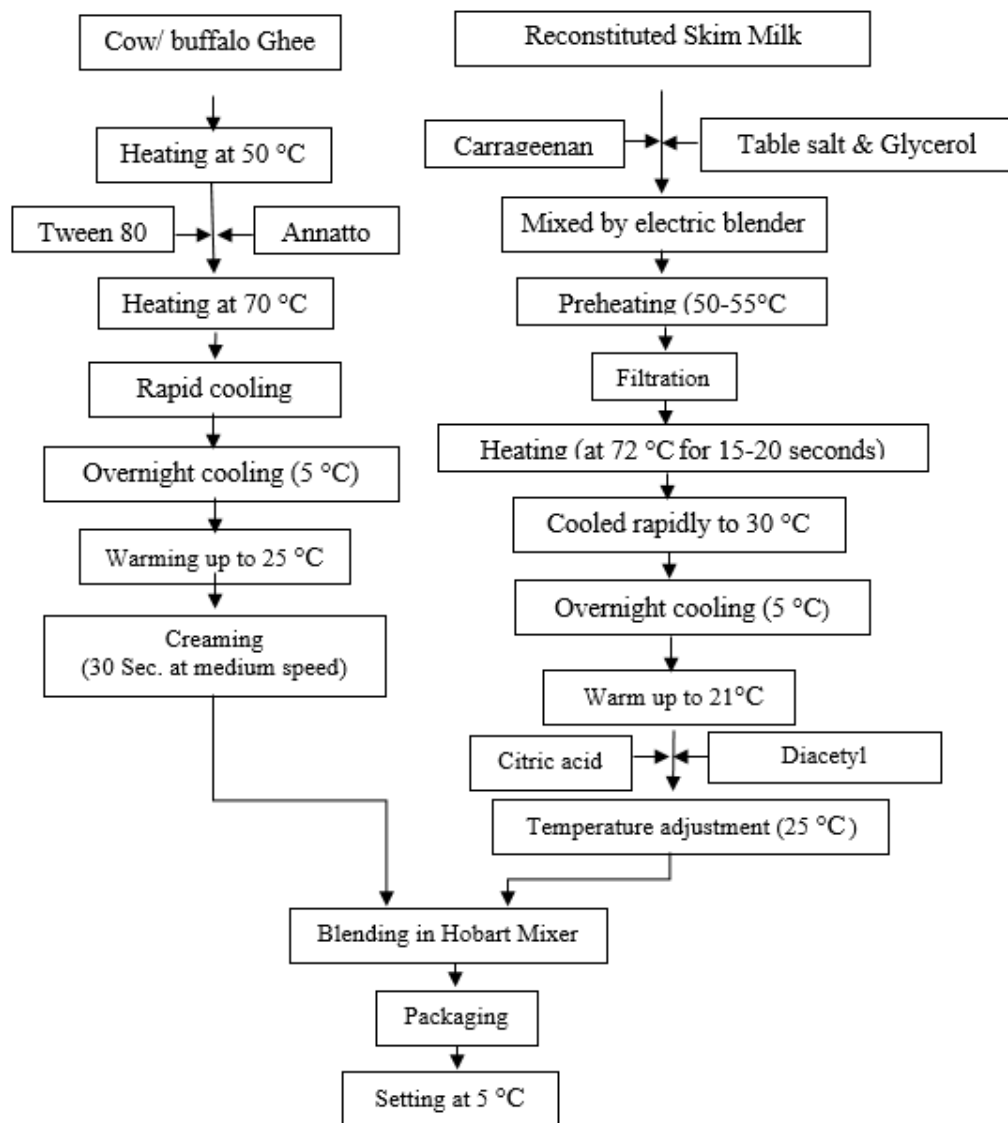 Cow/ buffalo Ghee
Heating at 50 °C
Tween 80
Annatto
Heating at 70 °C
Rapid cooling
Overnight cooling (5 °C)
Warming up to 25 °C
Creaming
(30 Sec. at medium speed)
Reconstituted Skim Milk
Carrageenan
Table salt & Glycerol
Mixed by electric blender
Preheating (50-55°C
Filtration
Heating (at 72 °C for 15-20 seconds)
Cooled rapidly to 30 °C
Overnight cooling (5 °C)
Warm up to 21°C
Citric acid
Diacetyl
Temperature adjustment (25 °C)
Blending in Hobart Mixer
Packaging
Setting at 5 °C